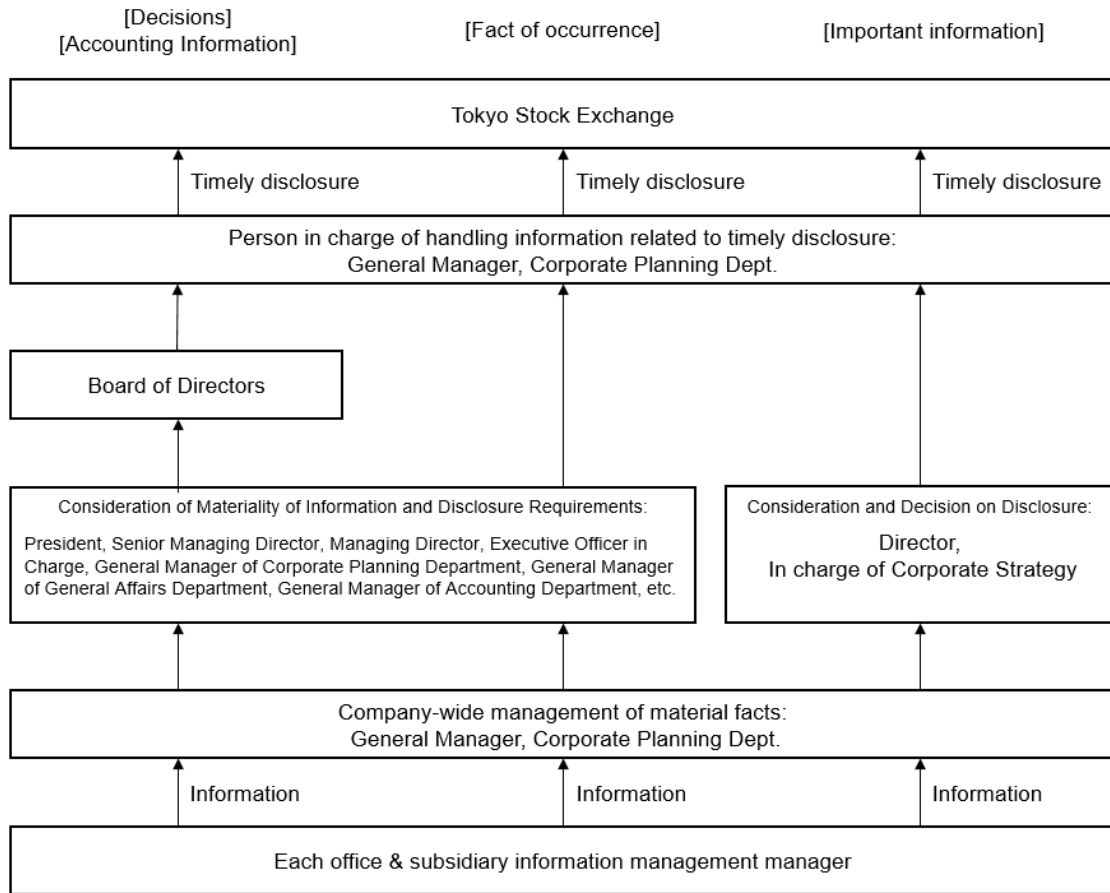 [Decisions]
[Accounting Information]
[Fact of occurrence]
[Important information]
Tokyo Stock Exchange
Timely disclosure
Timely disclosure
Timely disclosure
Person in charge of handling information related to timely disclosure:
General Manager, Corporate Planning Dept.
Board of Directors
Consideration of Materiality of Information and Disclosure Requirements:
President, Senior Managing Director, Managing Director, Executive Officer in
Charge, General Manager of Corporate Planning Department, General Manager
of General Affairs Department, General Manager of Accounting Department, etc.
Consideration and Decision on Disclosure:
Director,
In charge of Corporate Strategy
Company-wide management of material facts:
General Manager, Corporate Planning Dept.
Information
Information
Information
Each office & subsidiary information management manager